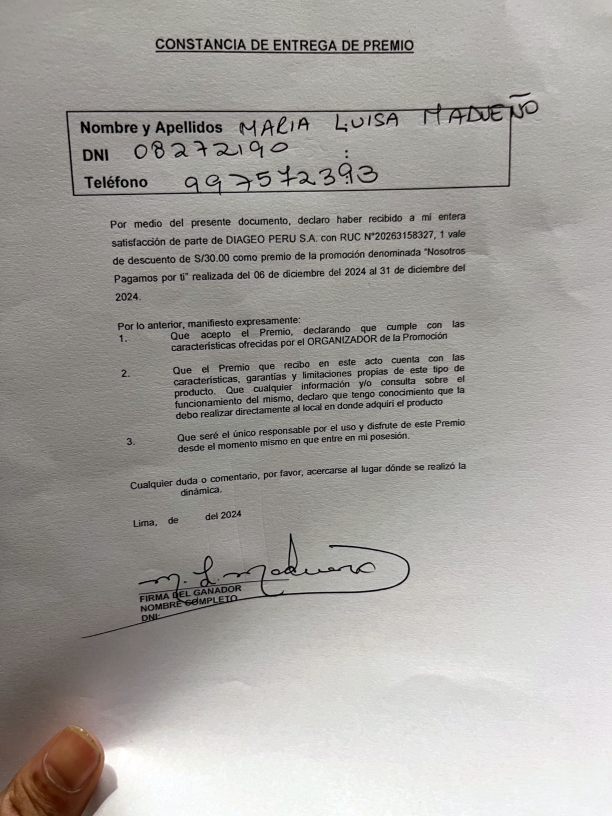 CONSTANCIA DE ENTREGA DE PREMIO
Nombre y Apellidos MARIA LUISA MADUEÑO
DNI 08272190
Teléfono 997572393
Por medio del presente documento, declaro haber recibido a mi entera
satisfacción de parte de DIAGEO PERU S.A. con RUC N°20263158327, 1 vale
de descuento de S/30.00 como premio de la promoción denominada "Nosotros
Pagamos por ti" realizada del 06 de diciembre del 2024 al 31 de diciembre del
2024.
Por lo anterior, manifiesto expresamente:
1. Que acepto el Premio, declarando que cumple con las
características ofrecidas por el ORGANIZADOR de la Promoción
2. Que el Premio que recibo en este acto cuenta con las
características, garantías y limitaciones propias de este tipo de
producto. Que cualquier información y/o consulta sobre el
funcionamiento del mismo, declaro que tengo conocimiento que la
debo realizar directamente al local en donde adquirí el producto
3. Que seré el único responsable por el uso y disfrute de este Premio
desde el momento mismo en que entre en mi posesión.
Cualquier duda o comentario, por favor, acercarse al lugar dónde se realizó la
dinámica.
Lima, de del 2024
M. L. Madueño
FIRMA DEL GANADOR
NOMBRE COMPLETO
DNI: